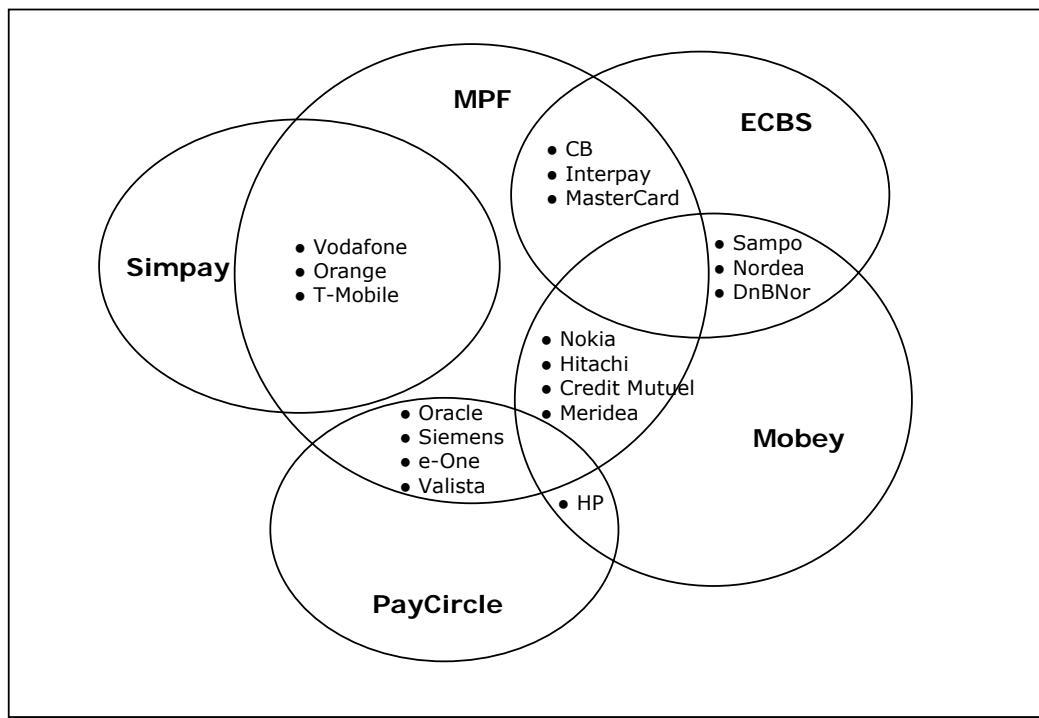 MPF
ECBS
● CB
● Interpay
● MasterCard
Simpay
● Vodafone
● Orange
● T-Mobile
● Sampo
● Nordea
● DnBNor
● Nokia
● Hitachi
● Credit Mutuel
● Meridea
Mobey
● Oracle
● Siemens
● e-One
● Valista
● HP
PayCircle